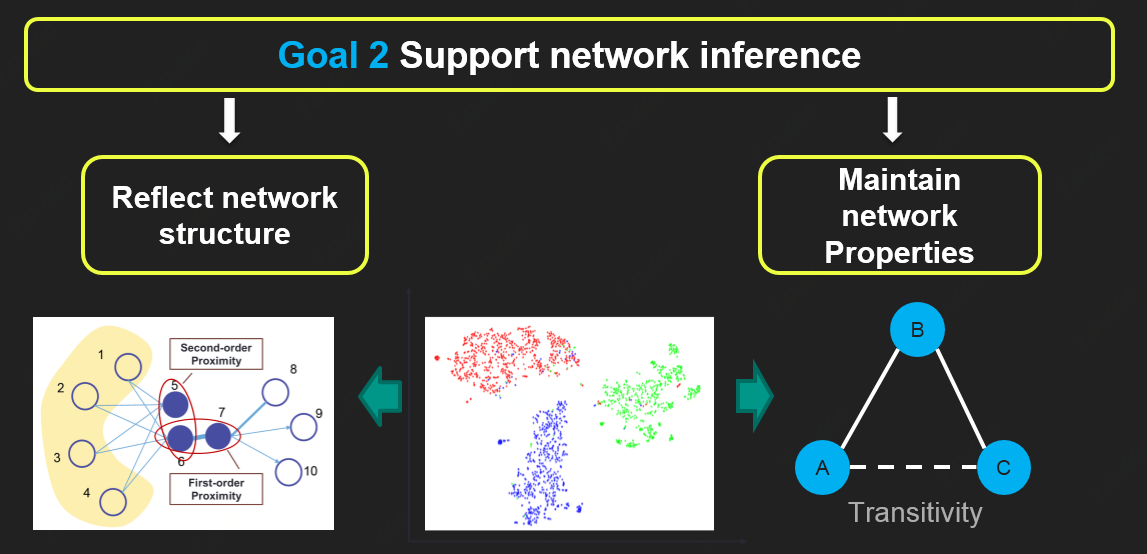 Goal 2 Support network inference
Reflect network
structure
Maintain
network
Properties
Second-order
Proximity
1
2
3
4
5
6
7
8
9
10
First-order
Proximity
B
A
C
Transitivity